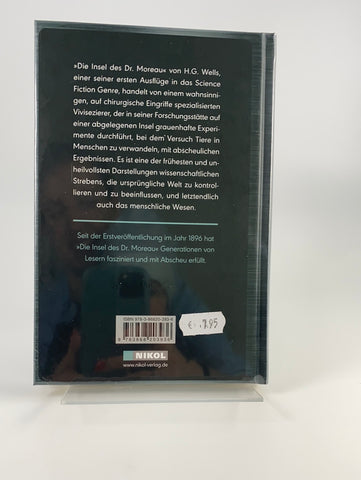 »Die Insel des Dr. Moreau« von H.G. Wells,
einer seiner ersten Ausflüge in das Science
Fiction Genre, handelt von einem wahnsinni-
gen, auf chirurgische Eingriffe spezialisierten
Vivisezierer, der in seiner Forschungsstätte auf
einer abgelegenen Insel grauenhafte Experi-
mente durchführt, bei dem Versuch Tiere in
Menschen zu verwandeln, mit abscheulichen
Ergebnissen. Es ist eine der frühesten und un-
heilvollsten Darstellungen wissenschaftlichen
Strebens, die ursprüngliche Welt zu kontrol-
lieren und zu beeinflussen, und letztendlich
auch das menschliche Wesen.
Seit der Erstveröffentlichung im Jahr 1896 hat
»Die Insel des Dr. Moreau« Generationen von
Lesern fasziniert und mit Abscheu erfüllt.
NIKOL
www.nikol-verlag.de